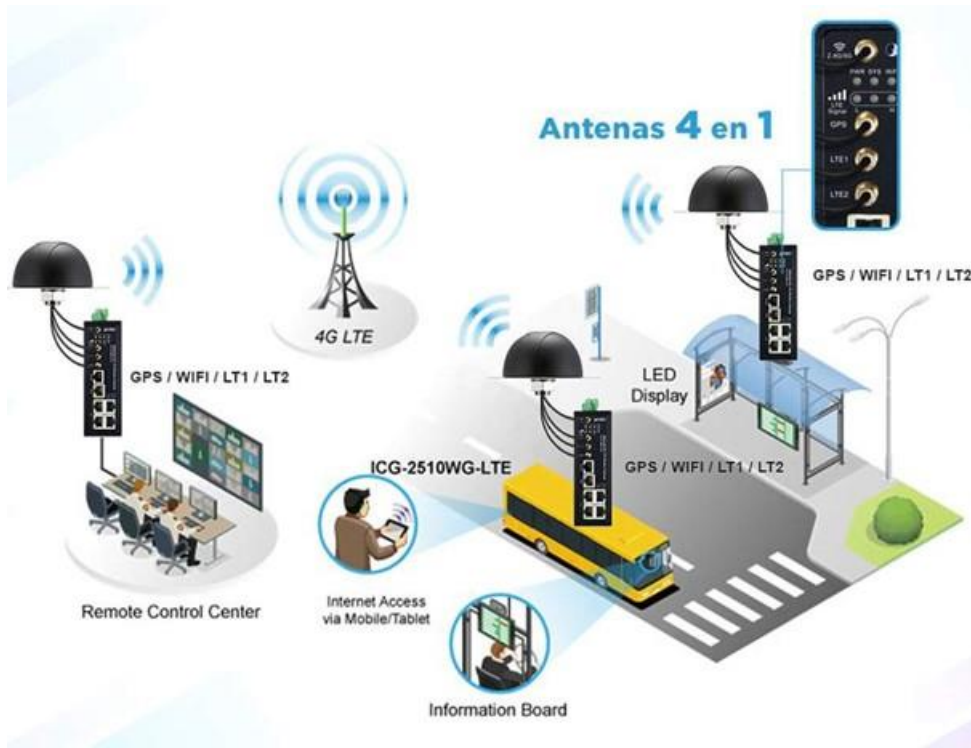 Antenas 4 en 1
2.4G/5G
PWR SYS
LTE
Signal
GPS
LTE1
LTE2
GPS / WIFI / LT1 / LT2
4G LTE
GPS / WIFI / LT1 / LT2
LED
Display
ICG-2510WG-LTE
GPS / WIFI / LT1 / LT2
Remote Control Center
Internet Access
via Mobile/Tablet
Information Board